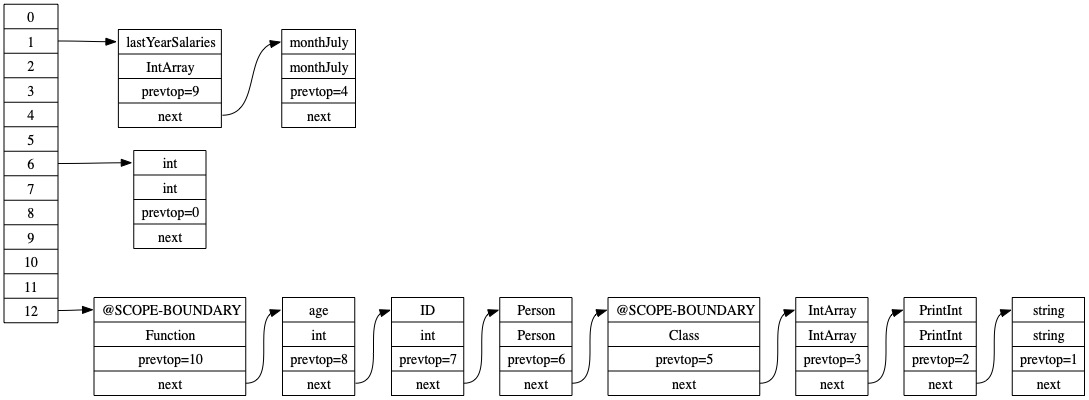 0
1
2
3
4
5
6
7
8
9
10
11
12
lastYearSalaries
IntArray
prevtop=9
next
monthJuly
monthJuly
prevtop=4
next
int
int
prevtop=0
next
@SCOPE-BOUNDARY
Function
prevtop=10
next
age
int
prevtop=8
next
ID
int
prevtop=7
next
Person
Person
prevtop=6
next
@SCOPE-BOUNDARY
Class
prevtop=5
next
IntArray
IntArray
prevtop=3
next
PrintInt
PrintInt
prevtop=2
next
string
string
prevtop=1
next